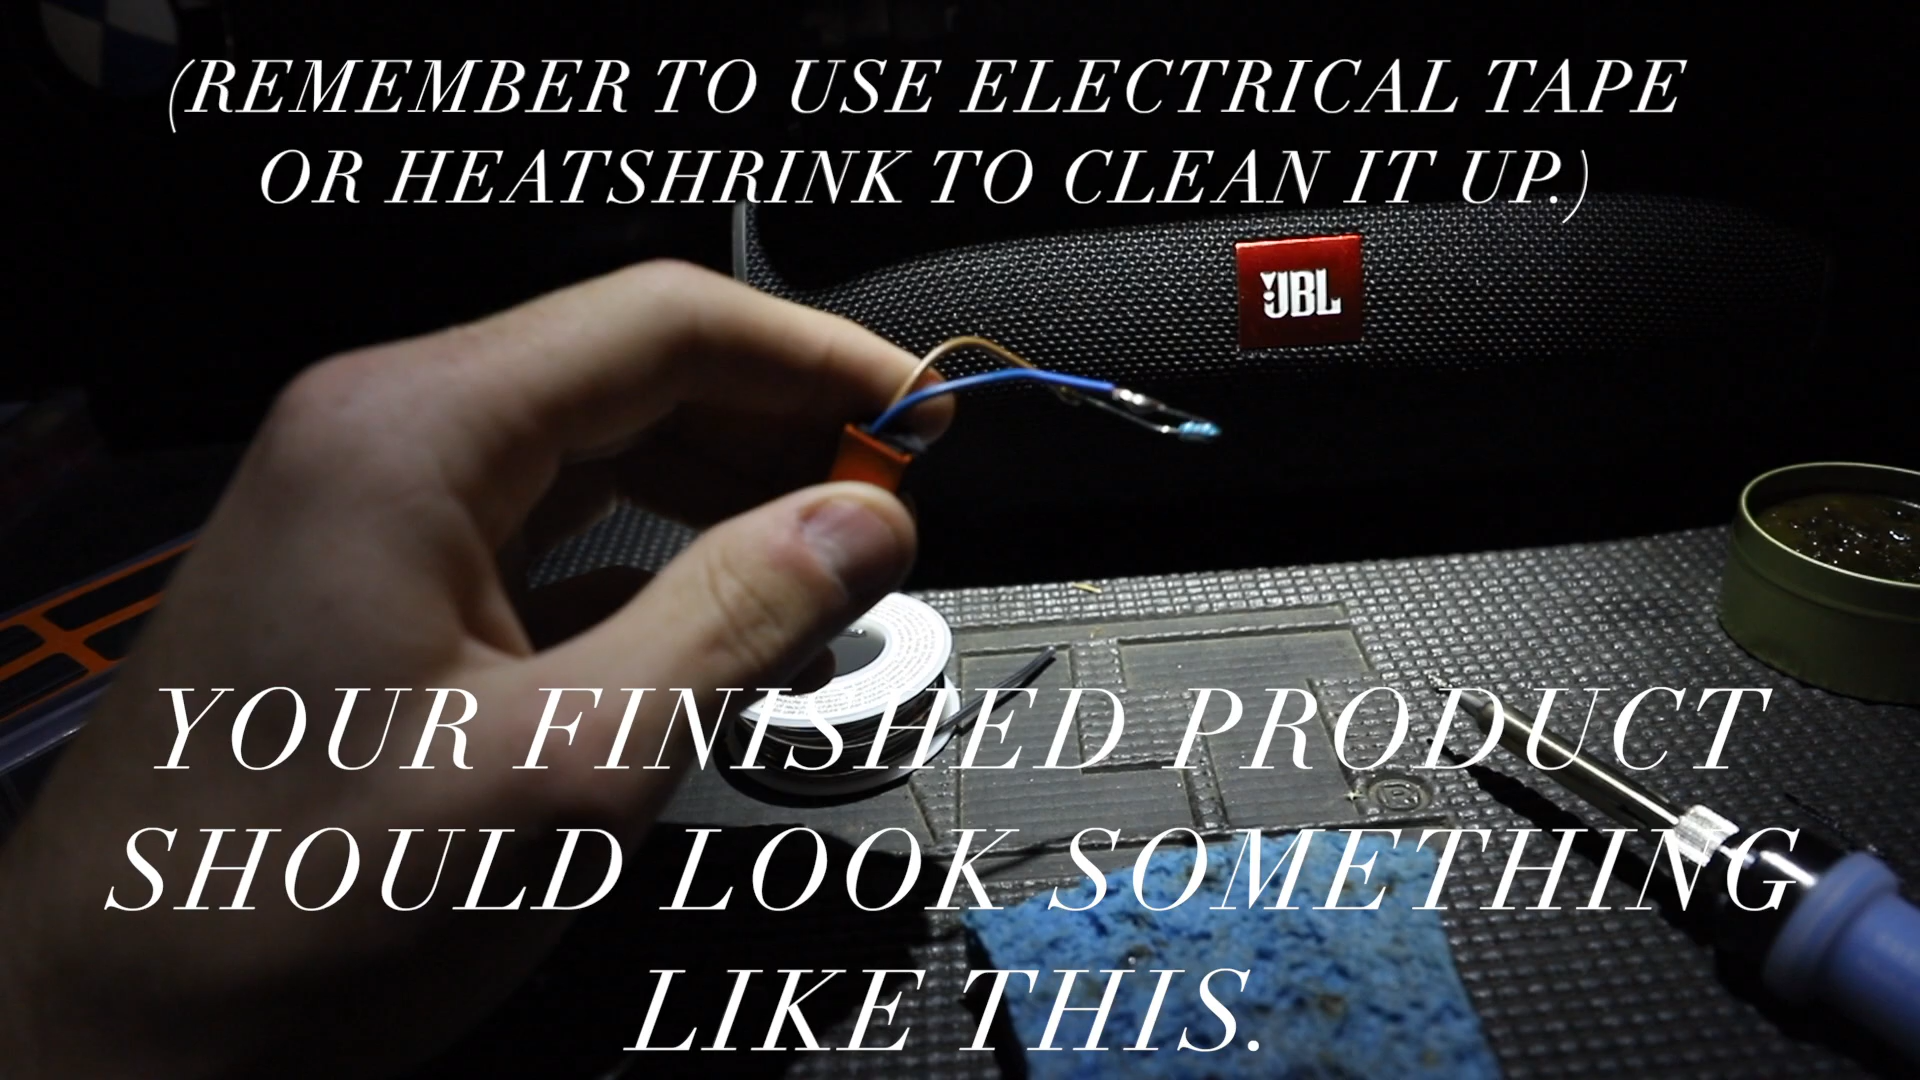 (REMEMBER TO USE ELECTRICAL TAPE
OR HEATSHRINK TO CLEAN IT UP.)
JBL
YOUR FINISHED PRODUCT
SHOULD LOOK SOMETHING
LIKE THIS.